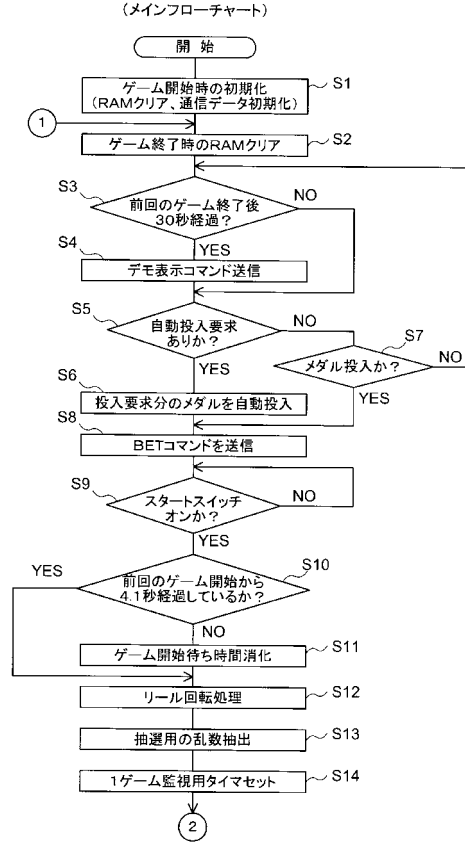 (メインフローチャート)
開 始
ゲーム開始時の初期化
(RAMクリア、通信データ初期化)
S1
1
ゲーム終了時のRAMクリア
S2
S3
前回のゲーム終了後
30秒経過?
NO
YES
S4
デモ表示コマンド送信
S5
自動投入要求
ありか?
NO
S7
メダル投入か?
NO
YES
YES
S6
投入要求分のメダルを自動投入
S8
BETコマンドを送信
S9
スタートスイッチ
オンか?
NO
YES
YES
前回のゲーム開始から
4.1秒経過しているか?
S10
NO
ゲーム開始待ち時間消化
S11
リール回転処理
S12
抽選用の乱数抽出
S13
1ゲーム監視用タイマセット
S14
2